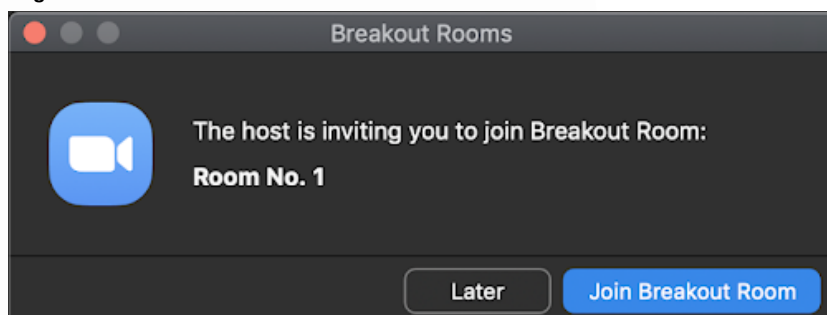 Breakout Rooms
The host is inviting you to join Breakout Room:
Room No. 1
Later
Join Breakout Room